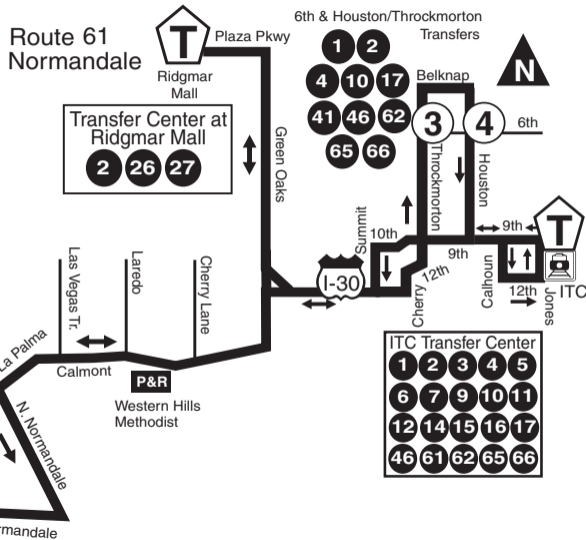 Route 61
Normandale
T
Plaza Pkwy
Ridgmar
Mall
6th & Houston/Throckmorton
Transfers
1 2
4 10 17
41 46 62
65 66
N
Transfer Center at
Ridgmar Mall
2 26 27
Green Oaks
Belknap
3 4 6th
Throckmorton
Houston
Summit
10th
9th
9th
T
I-30
Cherry
12th
Calhoun
12th
Jones
ITC
Las Vegas Tr.
Laredo
Cherry Lane
La Palma
Calmont
P&R
Western Hills
Methodist
N. Normandale
rmandale
ITC Transfer Center
1 2 3 4 5
6 7 9 10 11
12 14 15 16 17
46 61 62 65 66